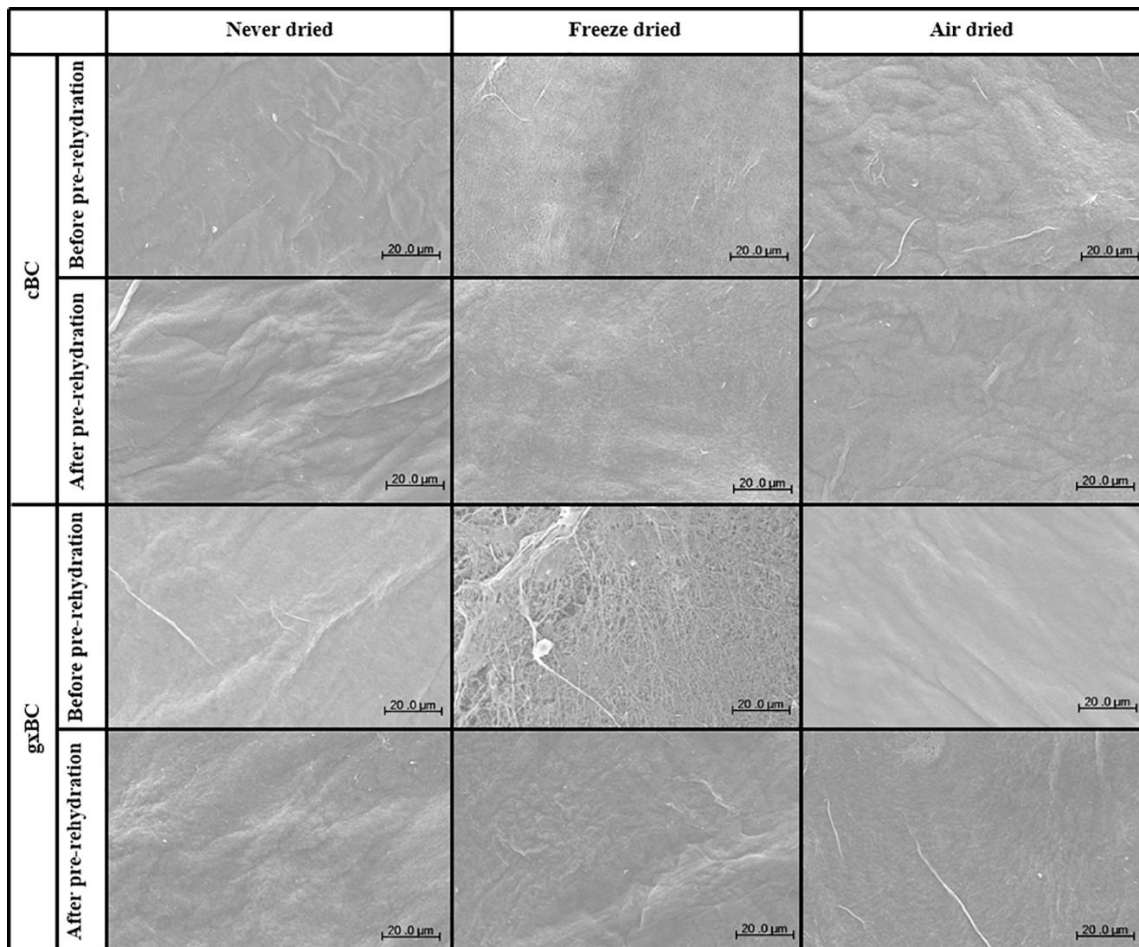 Never dried
Freeze dried
Air dried
cBC
Before pre-rehydration
20 .0 µm
20 .0 µm
20 .0 µm
After pre-rehydration
20 .0 µm
20 .0 µm
20 .0 µm
gxBC
Before pre-rehydration
20 .0 µm
20 .0 µm
20 .0 µm
After pre-rehydration
20 .0 µm
20 .0 µm
20 .0 µm